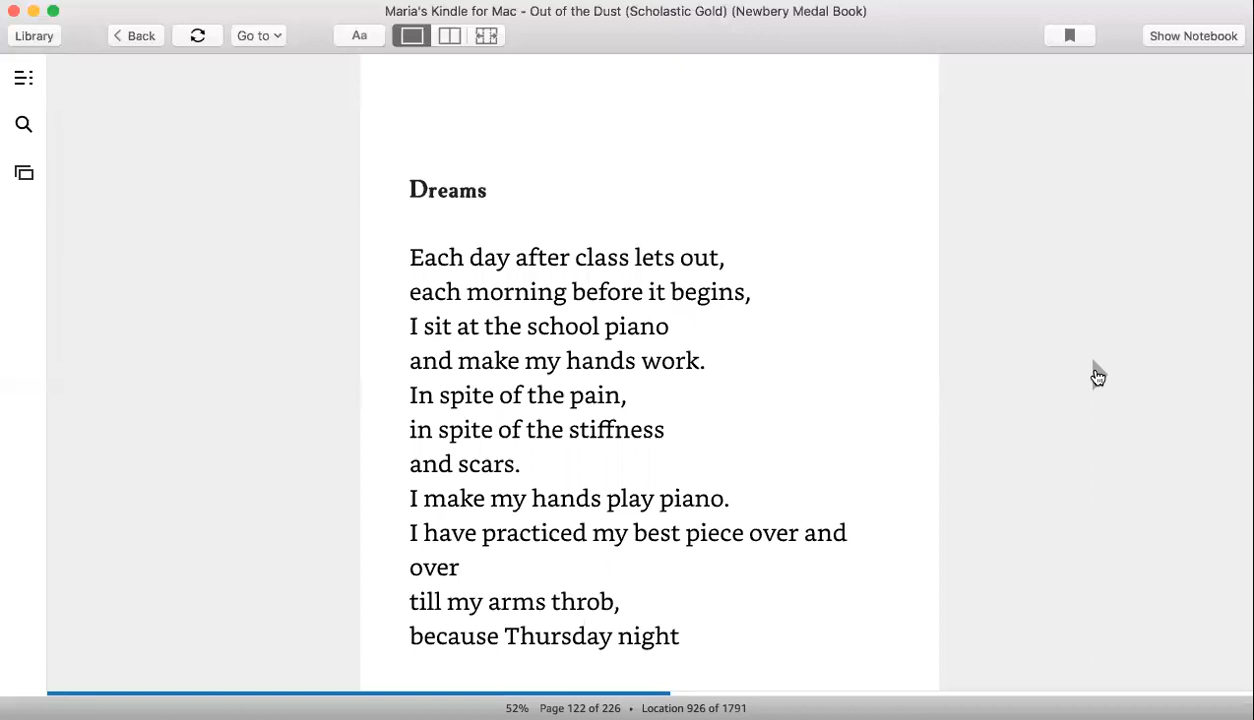 Maria's Kindle for Mac - Out of the Dust (Scholastic Gold) (Newbery Medal Book)
Library
Back
Go to
Aa
Show Notebook
Dreams
Each day after class lets out,
each morning before it begins,
I sit at the school piano
and make my hands work.
In spite of the pain,
in spite of the stiffness
and scars.
I make my hands play piano.
I have practiced my best piece over and
over
till my arms throb,
because Thursday night
52% Page 122 of 226 • Location 926 of 1791